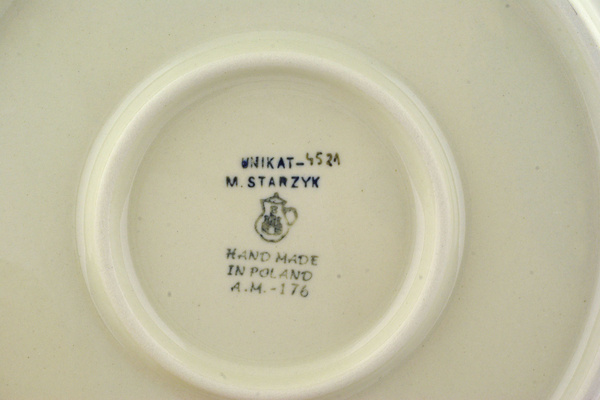 UNIKAT-4521
M. STARZYK
HAND MADE
IN POLAND
A.M.-176